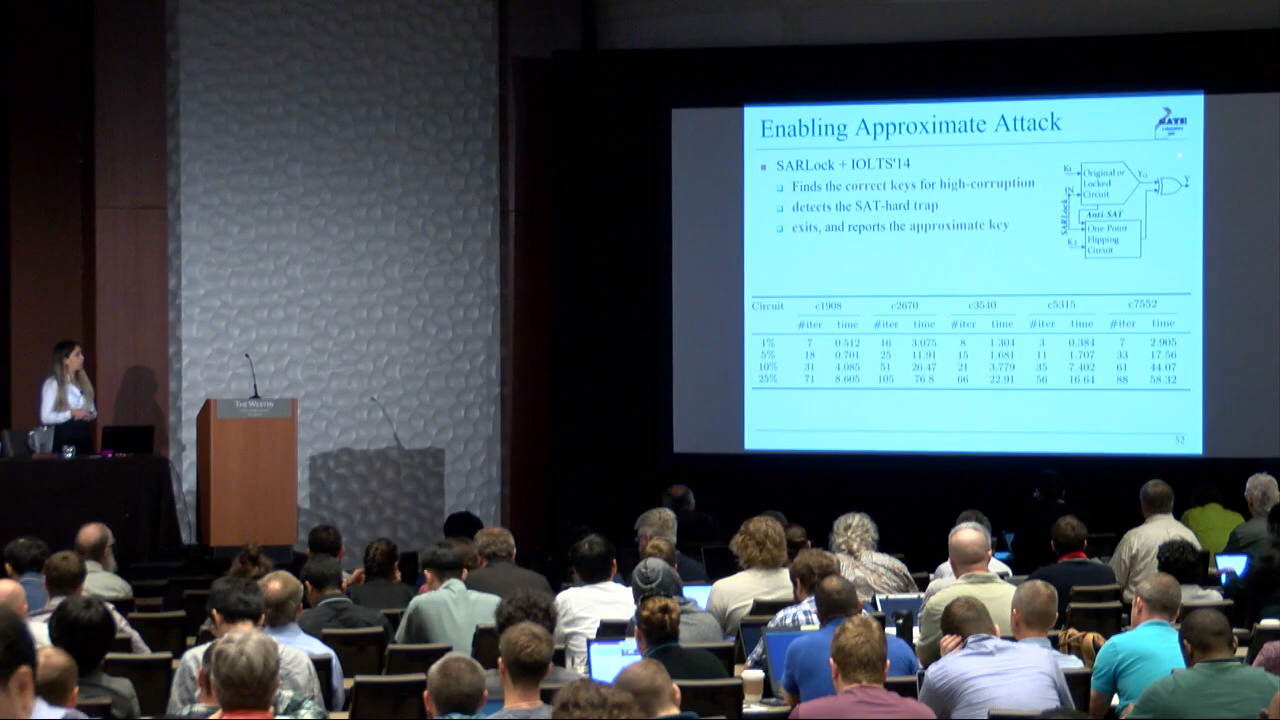 Enabling Approximate Attack
GATE
SARLock + IOLTS'14
Finds the correct keys for high-corruption
detects the SAT-hard trap
exits, and reports the approximate key
K1
Original or
Locked
Circuit
Y
SARLock
Anti-SAT
One-Point
Flipping
Circuit
K2
Circuit c1908 c2670 c3540 c5315 c7552
#iter time #iter time #iter time #iter time #iter time
1% 7 0.512 16 3.075 8 1.304 3 0.384 7 2.905
5% 18 0.701 25 11.91 15 1.681 11 1.707 33 17.56
10% 31 4.085 51 26.47 21 3.779 35 7.402 61 44.07
25% 71 8.605 105 76.8 66 22.91 56 16.64 88 58.32
52
THE WESTIN